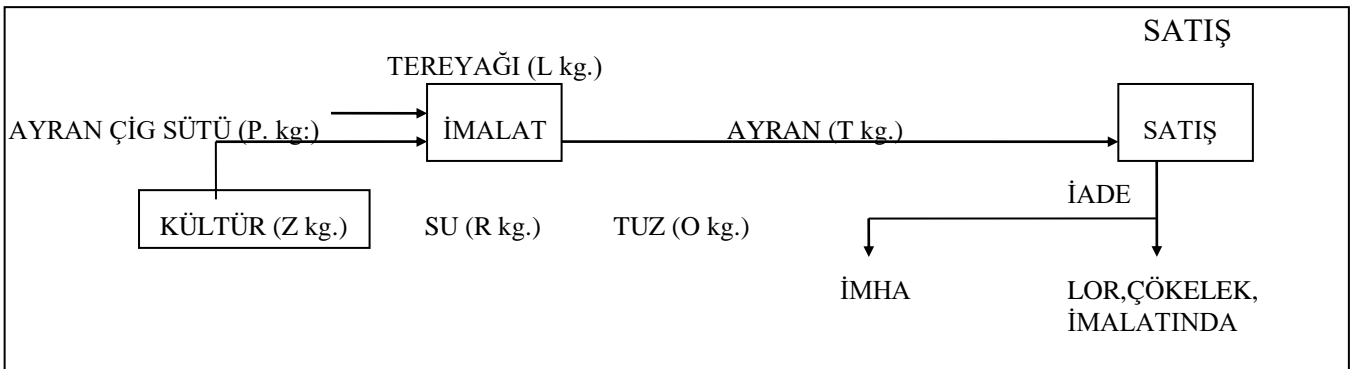 SATIŞ
TEREYAĞI (L kg.)
AYRAN ÇİG SÜTÜ (P. kg:)
İMALAT
AYRAN (T kg.)
SATIŞ
İADE
KÜLTÜR (Z kg.)
SU (R kg.)
TUZ (O kg.)
İMHA
LOR,ÇÖKELEK,
İMALATINDA